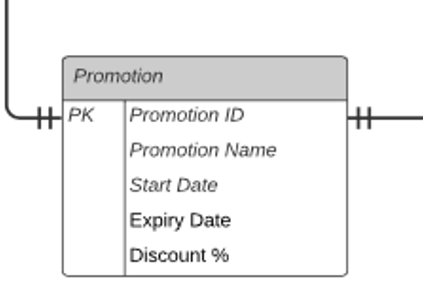 Promotion
PK Promotion ID
Promotion Name
Start Date
Expiry Date
Discount %